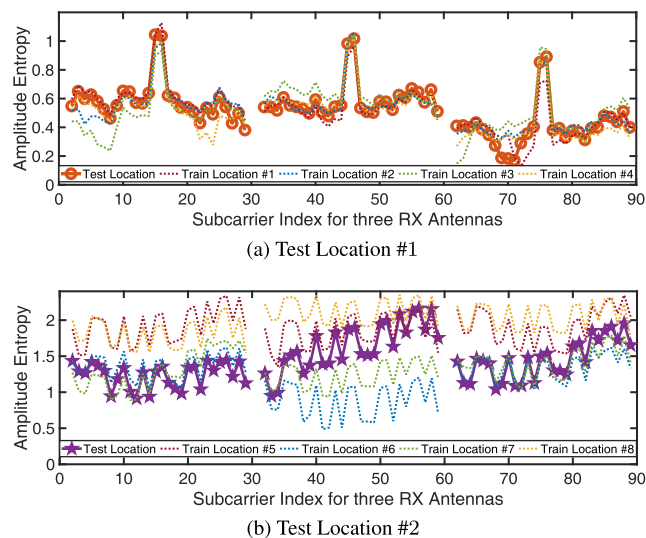 Amplitude Entropy
1
0.8
0.6
0.4
0.2
0
Test Location Train Location #1 Train Location #2 Train Location #3 Train Location #4
0 10 20 30 40 50 60 70 80 90
Subcarrier Index for three RX Antennas
(a) Test Location #1
Amplitude Entropy
2
1.5
1
0.5
0
Test Location Train Location #5 Train Location #6 Train Location #7 Train Location #8
0 10 20 30 40 50 60 70 80 90
Subcarrier Index for three RX Antennas
(b) Test Location #2